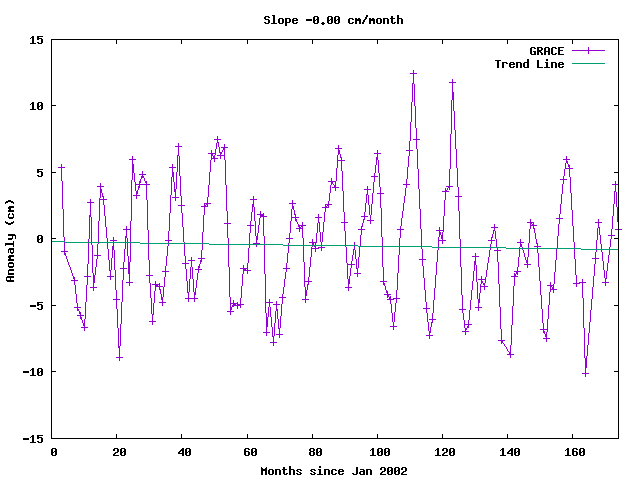 Slope -0.00 cm/month
15
10
5
0
-5
-10
-15
Anomaly (cm)
GRACE
Trend Line
0 20 40 60 80 100 120 140 160
Months since Jan 2002